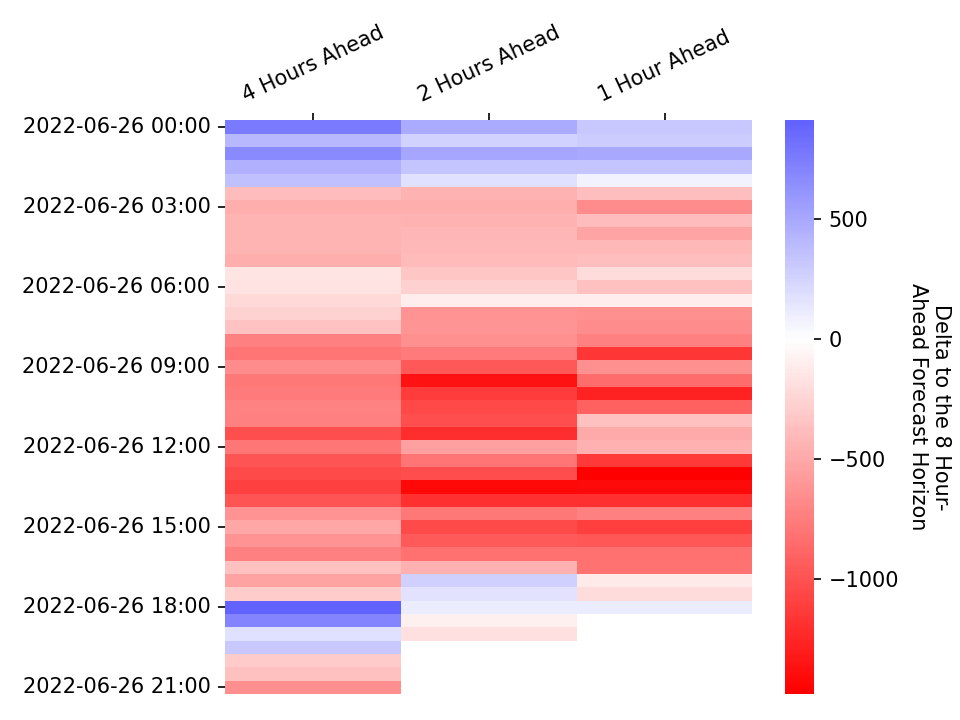 4 Hours Ahead
2 Hours Ahead
1 Hour Ahead
2022-06-26 00:00
2022-06-26 03:00
2022-06-26 06:00
2022-06-26 09:00
2022-06-26 12:00
2022-06-26 15:00
2022-06-26 18:00
2022-06-26 21:00
500
0
−500
−1000
Delta to the 8 Hour-
Ahead Forecast Horizon